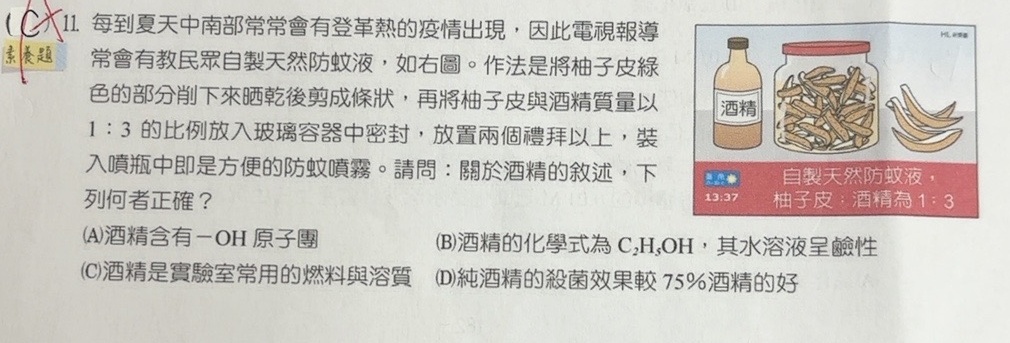 ( C ) 11. 每到夏天中南部常常會有登革熱的疫情出現，因此電視報導
素養題
常會有教民眾自製天然防蚊液，如右圖。作法是將柚子皮綠
色的部分削下來晒乾後剪成條狀，再將柚子皮與酒精質量以
1：3 的比例放入玻璃容器中密封，放置兩個禮拜以上，裝
入噴瓶中即是方便的防蚊噴霧。請問：關於酒精的敘述，下
列何者正確？
(A)酒精含有－OH 原子團
(B)酒精的化學式為 C₂H₅OH，其水溶液呈鹼性
(C)酒精是實驗室常用的燃料與溶質
(D)純酒精的殺菌效果較 75％酒精的好
酒精
13:37
自製天然防蚊液，
柚子皮：酒精為 1：3